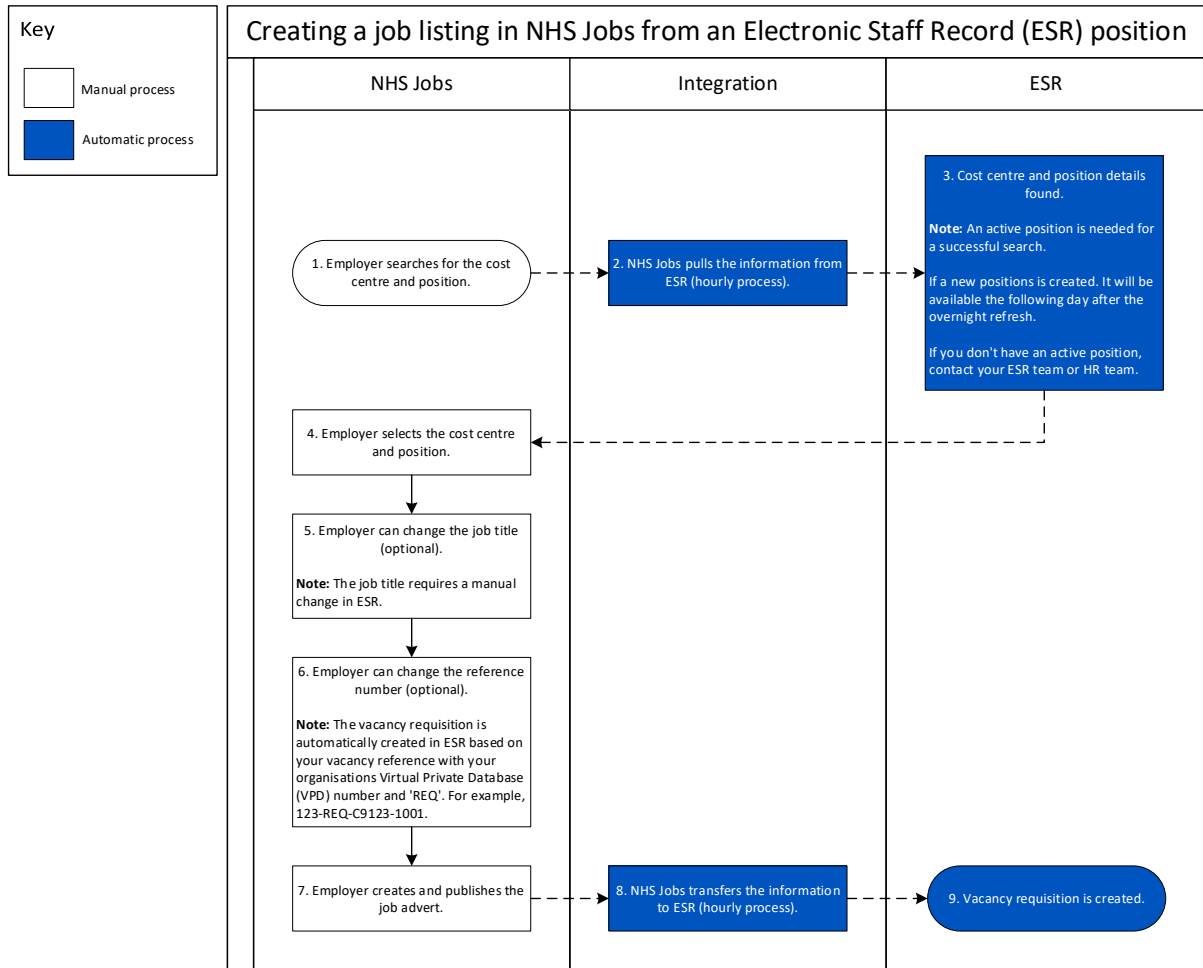 Key
Manual process
Automatic process
Creating a job listing in NHS Jobs from an Electronic Staff Record (ESR) position
NHS Jobs
Integration
ESR
1. Employer searches for the cost
centre and position.
2. NHS Jobs pulls the information from
ESR (hourly process).
3. Cost centre and position details
found.
Note: An active position is needed for
a successful search.
If a new positions is created. It will be
available the following day after the
overnight refresh.
If you don't have an active position,
contact your ESR team or HR team.
4. Employer selects the cost centre
and position.
5. Employer can change the job title
(optional).
Note: The job title requires a manual
change in ESR.
6. Employer can change the reference
number (optional).
Note: The vacancy requisition is
automatically created in ESR based on
your vacancy reference with your
organisations Virtual Private Database
(VPD) number and 'REQ'. For example,
123-REQ-C9123-1001.
7. Employer creates and publishes the
job advert.
8. NHS Jobs transfers the information
to ESR (hourly process).
9. Vacancy requisition is created.